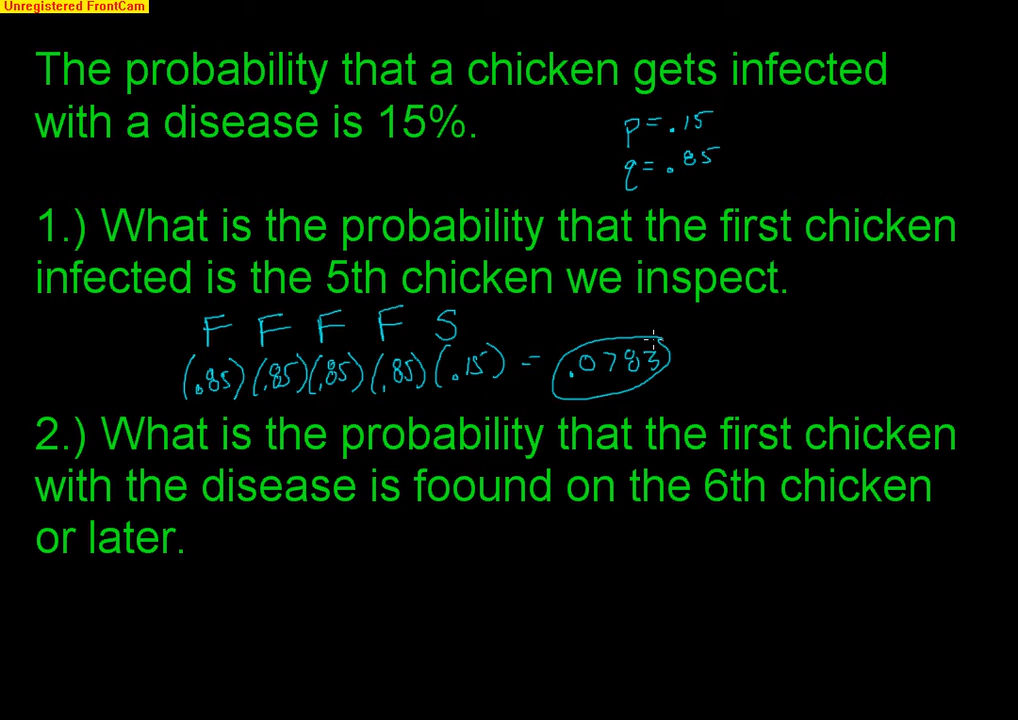 Unregistered FrontCam
The probability that a chicken gets infected
with a disease is 15%.
p = .15
q = .85
1.) What is the probability that the first chicken
infected is the 5th chicken we inspect.
F F F F S
(.85) (.85) (.85) (.85) (.15) = .0783
2.) What is the probability that the first chicken
with the disease is foound on the 6th chicken
or later.